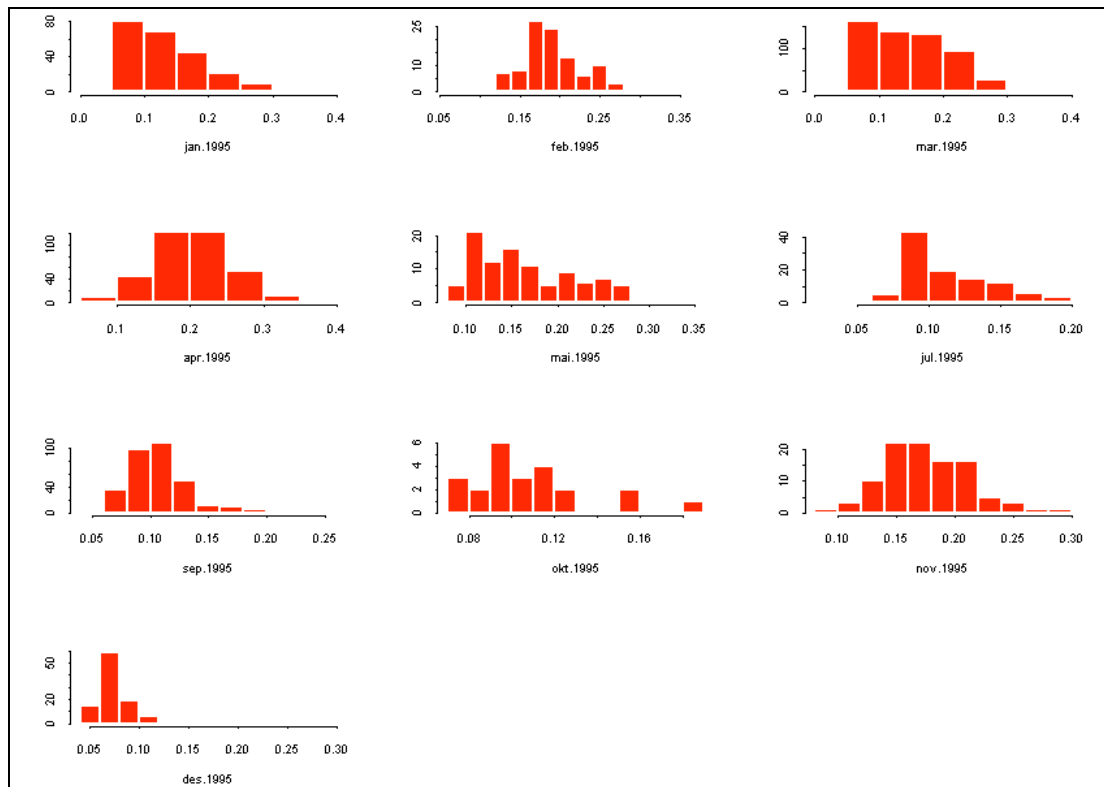 0 40 80
0.0 0.1 0.2 0.3 0.4
jan.1995
0 10 25
0.05 0.15 0.25 0.35
feb.1995
0 100
0.0 0.1 0.2 0.3 0.4
mar.1995
0 40 100
0.1 0.2 0.3 0.4
apr.1995
0 10 20
0.10 0.15 0.20 0.25 0.30 0.35
mai.1995
0 20 40
0.05 0.10 0.15 0.20
jul.1995
0 40 100
0.05 0.10 0.15 0.20 0.25
sep.1995
0 2 4 6
0.08 0.12 0.16
okt.1995
0 10 20
0.10 0.15 0.20 0.25 0.30
nov.1995
0 20 50
0.05 0.10 0.15 0.20 0.25 0.30
des.1995